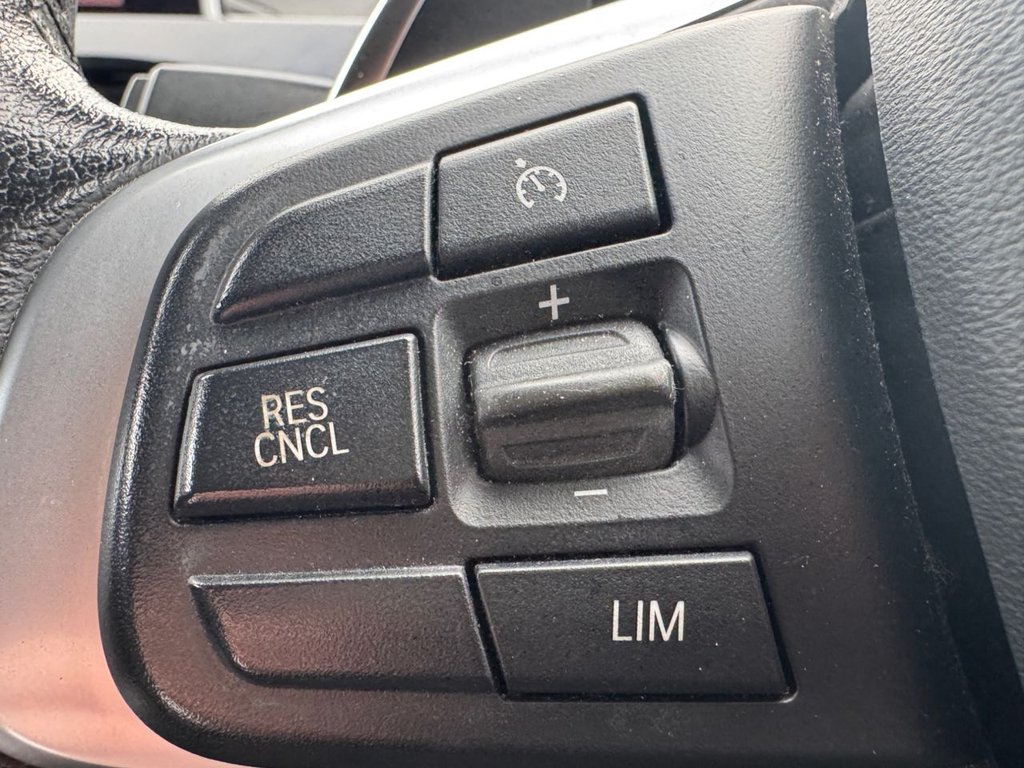 +
RES
CNCL
–
LIM